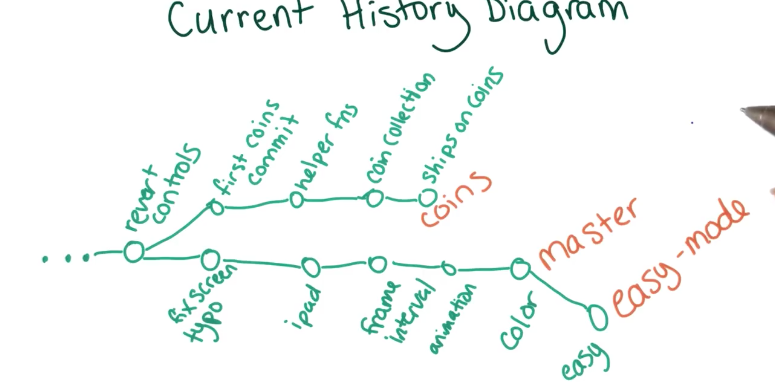 Current History Diagram
revert
controls
first coins
commit
helper fns
coin collection
ships on coins
coins
...
fix screen
typo
ipad
frame
interval
animation
color
master
easy
easy-mode